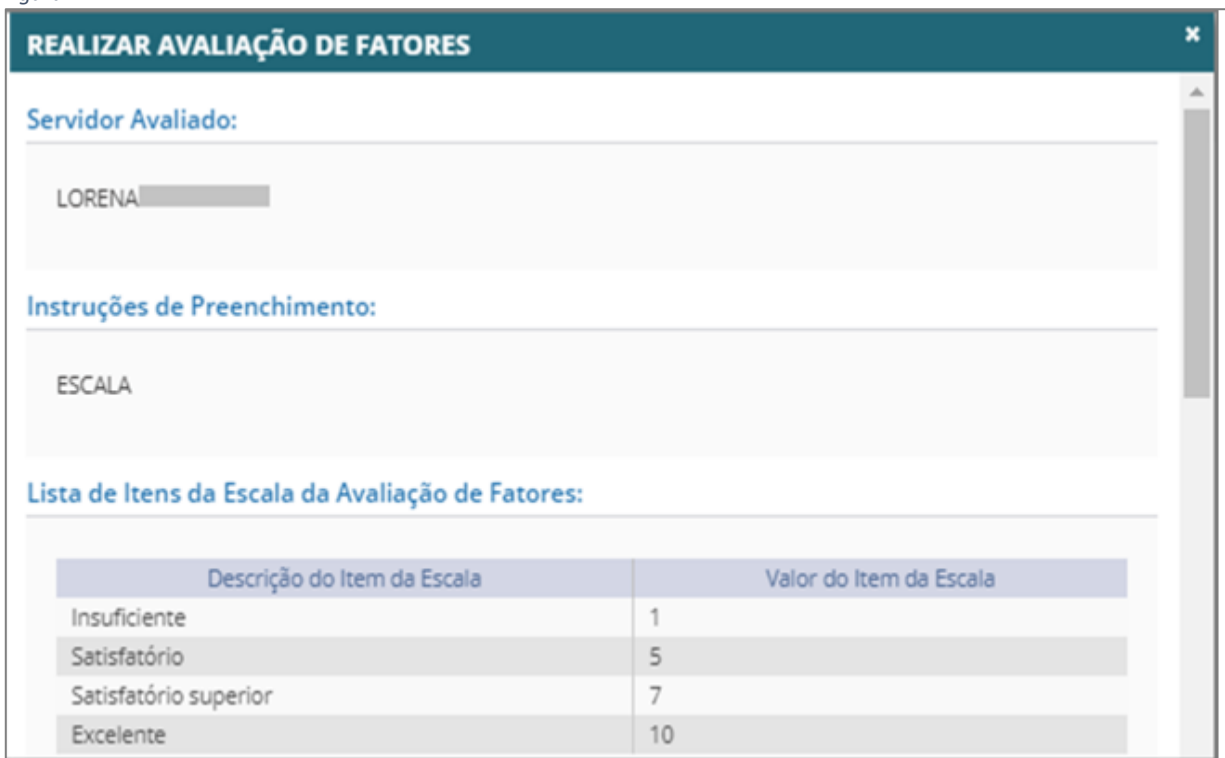 REALIZAR AVALIAÇÃO DE FATORES
Servidor Avaliado:
LORENA
Instruções de Preenchimento:
ESCALA
Lista de Itens da Escala da Avaliação de Fatores:
Descrição do Item da Escala Valor do Item da Escala
Insuficiente 1
Satisfatório 5
Satisfatório superior 7
Excelente 10